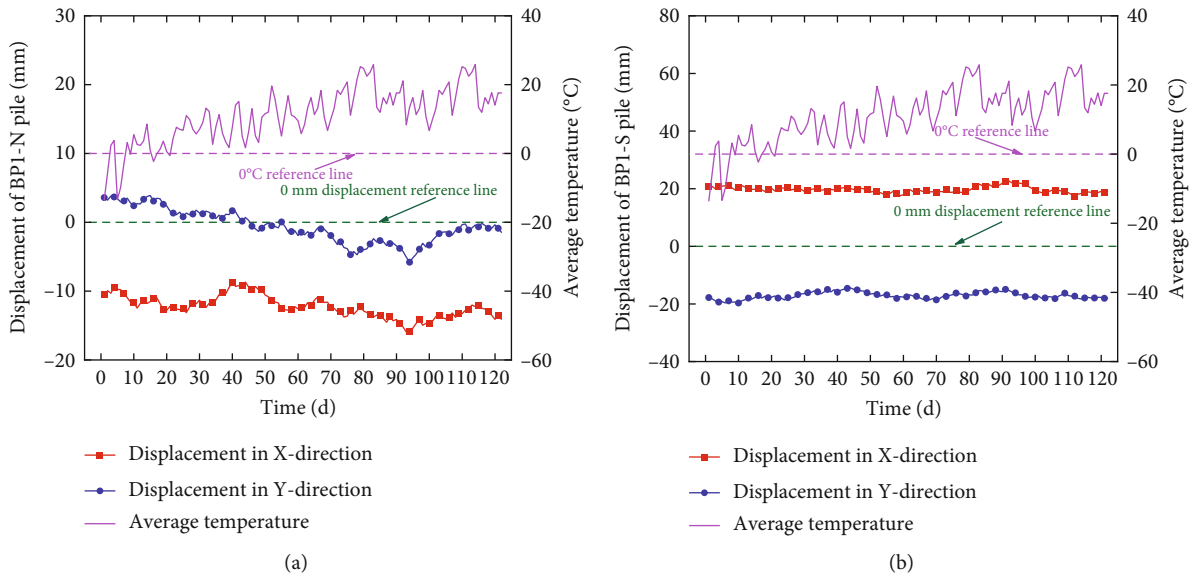 Displacement of BP1-N pile (mm)
30
20
10
0
−10
−20
0°C reference line
0 mm displacement reference line
40
20
0
−20
−40
−60
Average temperature (°C)
0 10 20 30 40 50 60 70 80 90 100 110 120
Time (d)
Displacement in X-direction
Displacement in Y-direction
Average temperature
(a)
Displacement of BP1-S pile (mm)
80
60
40
20
0
−20
−40
0°C reference line
0 mm displacement reference line
40
20
0
−20
−40
−60
Average temperature (°C)
0 10 20 30 40 50 60 70 80 90 100 110 120
Time (d)
Displacement in X-direction
Displacement in Y-direction
Average temperature
(b)